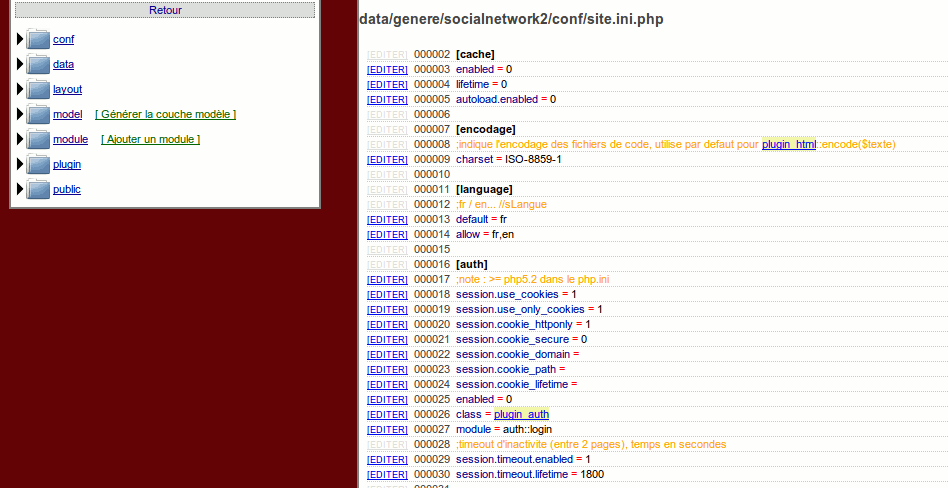 Retour
conf
data
layout
model [ Générer la couche modèle ]
module [ Ajouter un module ]
plugin
public
data/genere/socialnetwork2/conf/site.ini.php
[EDITER] 000002 [cache]
[EDITER] 000003 enabled = 0
[EDITER] 000004 lifetime = 0
[EDITER] 000005 autoload.enabled = 0
[EDITER] 000006
[EDITER] 000007 [encodage]
[EDITER] 000008 ;indique l'encodage des fichiers de code, utilise par defaut pour plugin_html::encode($texte)
[EDITER] 000009 charset = ISO-8859-1
[EDITER] 000010
[EDITER] 000011 [language]
[EDITER] 000012 ;fr / en... //sLangue
[EDITER] 000013 default = fr
[EDITER] 000014 allow = fr,en
[EDITER] 000015
[EDITER] 000016 [auth]
[EDITER] 000017 ;note : >= php5.2 dans le php.ini
[EDITER] 000018 session.use_cookies = 1
[EDITER] 000019 session.use_only_cookies = 1
[EDITER] 000020 session.cookie_httponly = 1
[EDITER] 000021 session.cookie_secure = 0
[EDITER] 000022 session.cookie_domain =
[EDITER] 000023 session.cookie_path =
[EDITER] 000024 session.cookie_lifetime =
[EDITER] 000025 enabled = 0
[EDITER] 000026 class = plugin_auth
[EDITER] 000027 module = auth::login
[EDITER] 000028 ;timeout d'inactivite (entre 2 pages), temps en secondes
[EDITER] 000029 session.timeout.enabled = 1
[EDITER] 000030 session.timeout.lifetime = 1800